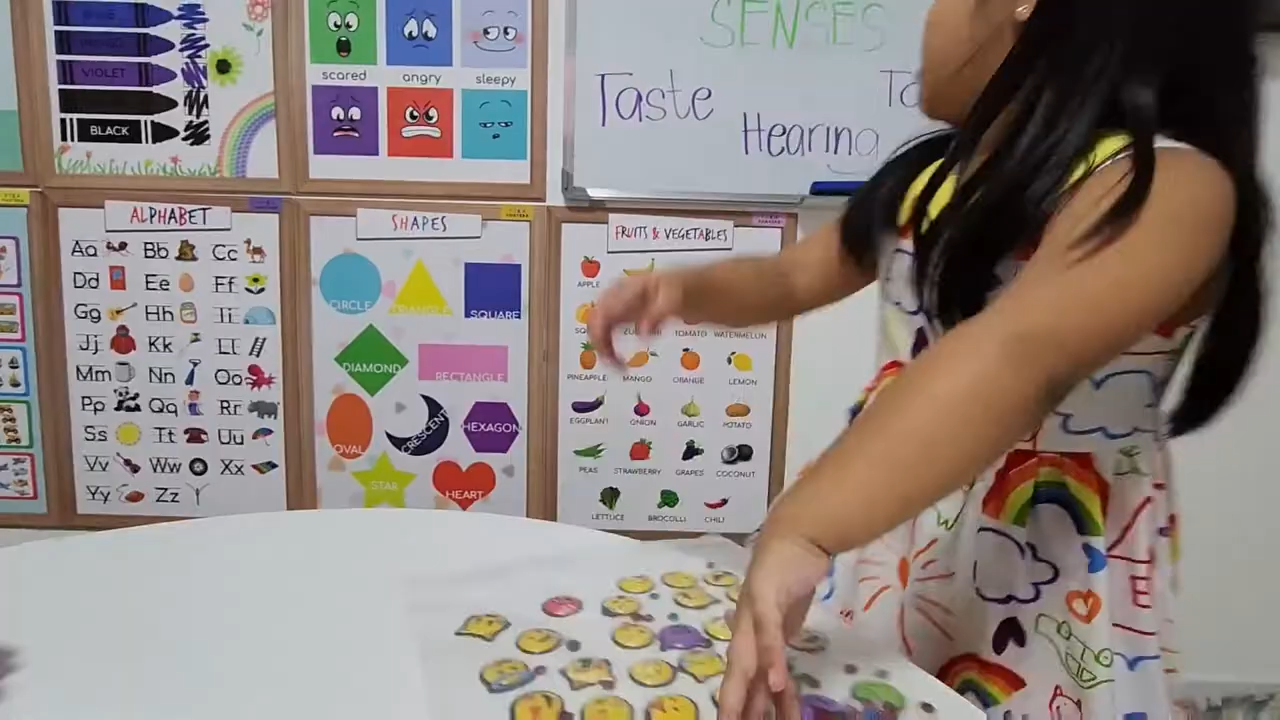 INDIGO
VIOLET
BLACK
scared
angry
sleepy
SENSES
Taste
Hearing
To
ALPHABET
Aa Bb Cc
Dd Ee Ff
Gg Hh Ii
Jj Kk Ll
Mm Nn Oo
Pp Qq Rr
Ss Tt Uu
Vv Ww Xx
Yy Zz
SHAPES
CIRCLE
TRIANGLE
SQUARE
DIAMOND
RECTANGLE
OVAL
CRESCENT
HEXAGON
STAR
HEART
FRUITS & VEGETABLES
APPLE
TOMATO WATERMELON
PINEAPPLE MANGO ORANGE LEMON
EGGPLANT ONION GARLIC POTATO
PEAS STRAWBERRY GRAPES COCONUT
LETTUCE BROCOLLI CHILI